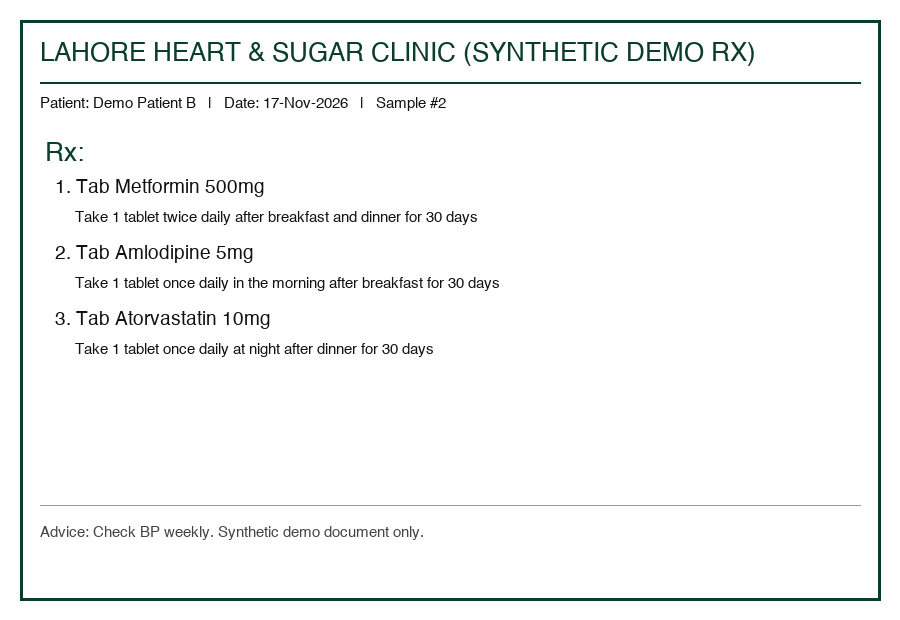 LAHORE HEART & SUGAR CLINIC (SYNTHETIC DEMO RX)
Patient: Demo Patient B | Date: 17-Nov-2026 | Sample #2
Rx:
1. Tab Metformin 500mg
Take 1 tablet twice daily after breakfast and dinner for 30 days
2. Tab Amlodipine 5mg
Take 1 tablet once daily in the morning after breakfast for 30 days
3. Tab Atorvastatin 10mg
Take 1 tablet once daily at night after dinner for 30 days
Advice: Check BP weekly. Synthetic demo document only.